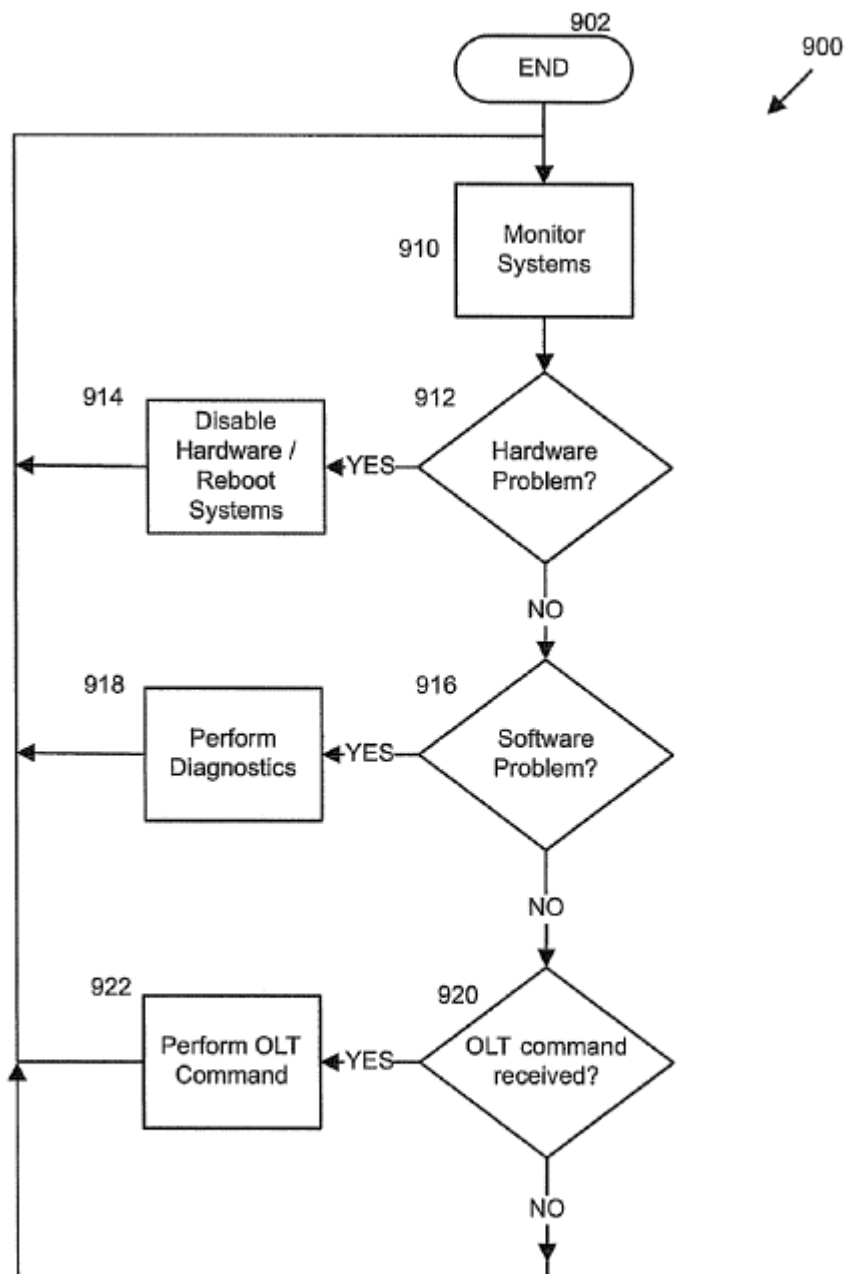 902
END
900
910
Monitor
Systems
914
Disable
Hardware /
Reboot
Systems
YES
912
Hardware
Problem?
NO
918
Perform
Diagnostics
YES
916
Software
Problem?
NO
922
Perform OLT
Command
YES
920
OLT command
received?
NO